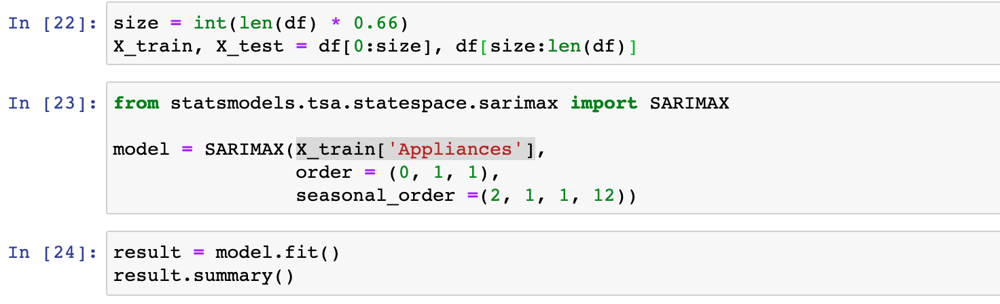 In [22]: size = int(len(df) * 0.66)
X_train, X_test = df[0:size], df[size:len(df)]
In [23]: from statsmodels.tsa.statespace.sarimax import SARIMAX
model = SARIMAX(X_train['Appliances'],
order = (0, 1, 1),
seasonal_order =(2, 1, 1, 12))
In [24]: result = model.fit()
result.summary()